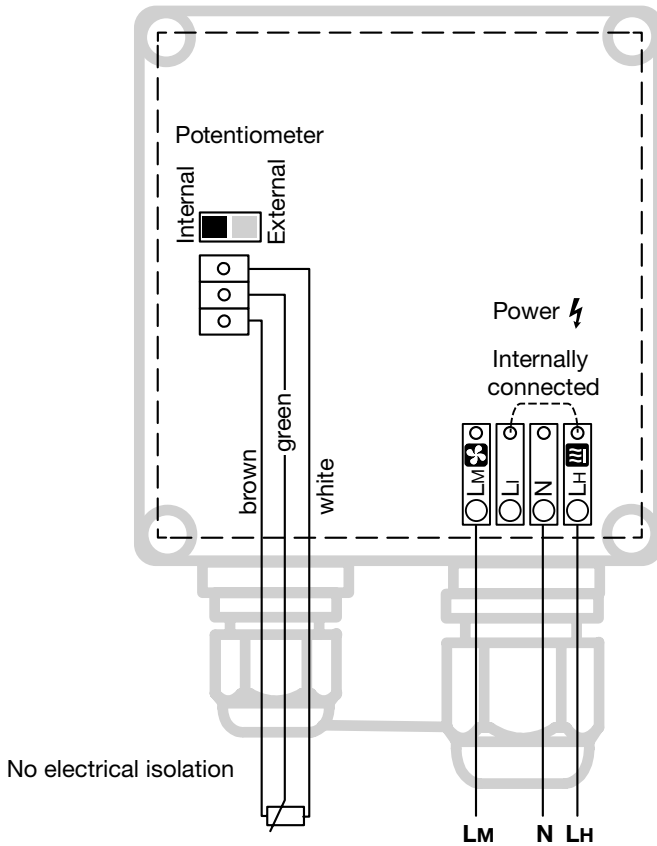 Potentiometer
Internal
External
Power
Internally
connected
brown
green
white
LM
LI
N
LH
No electrical isolation
LM N LH